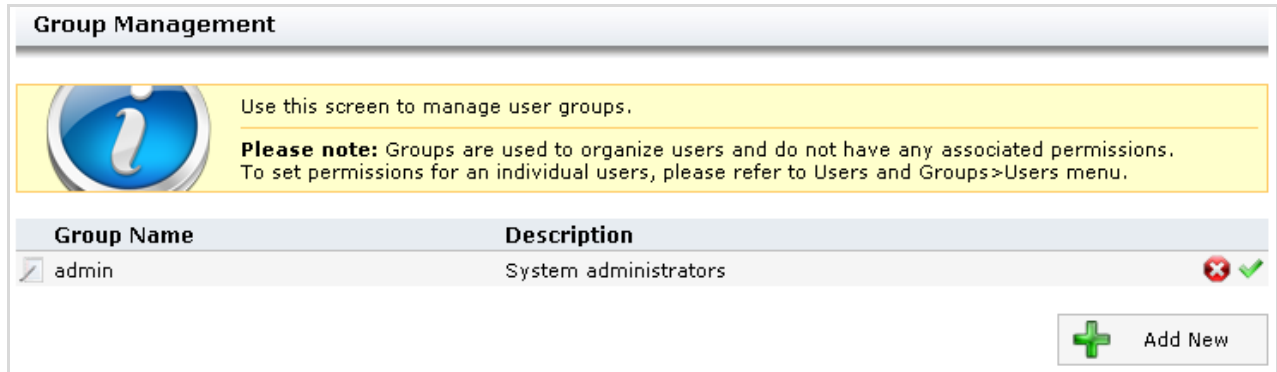 Group Management
Use this screen to manage user groups.
Please note: Groups are used to organize users and do not have any associated permissions.
To set permissions for an individual users, please refer to Users and Groups>Users menu.
Group Name Description
admin System administrators
Add New